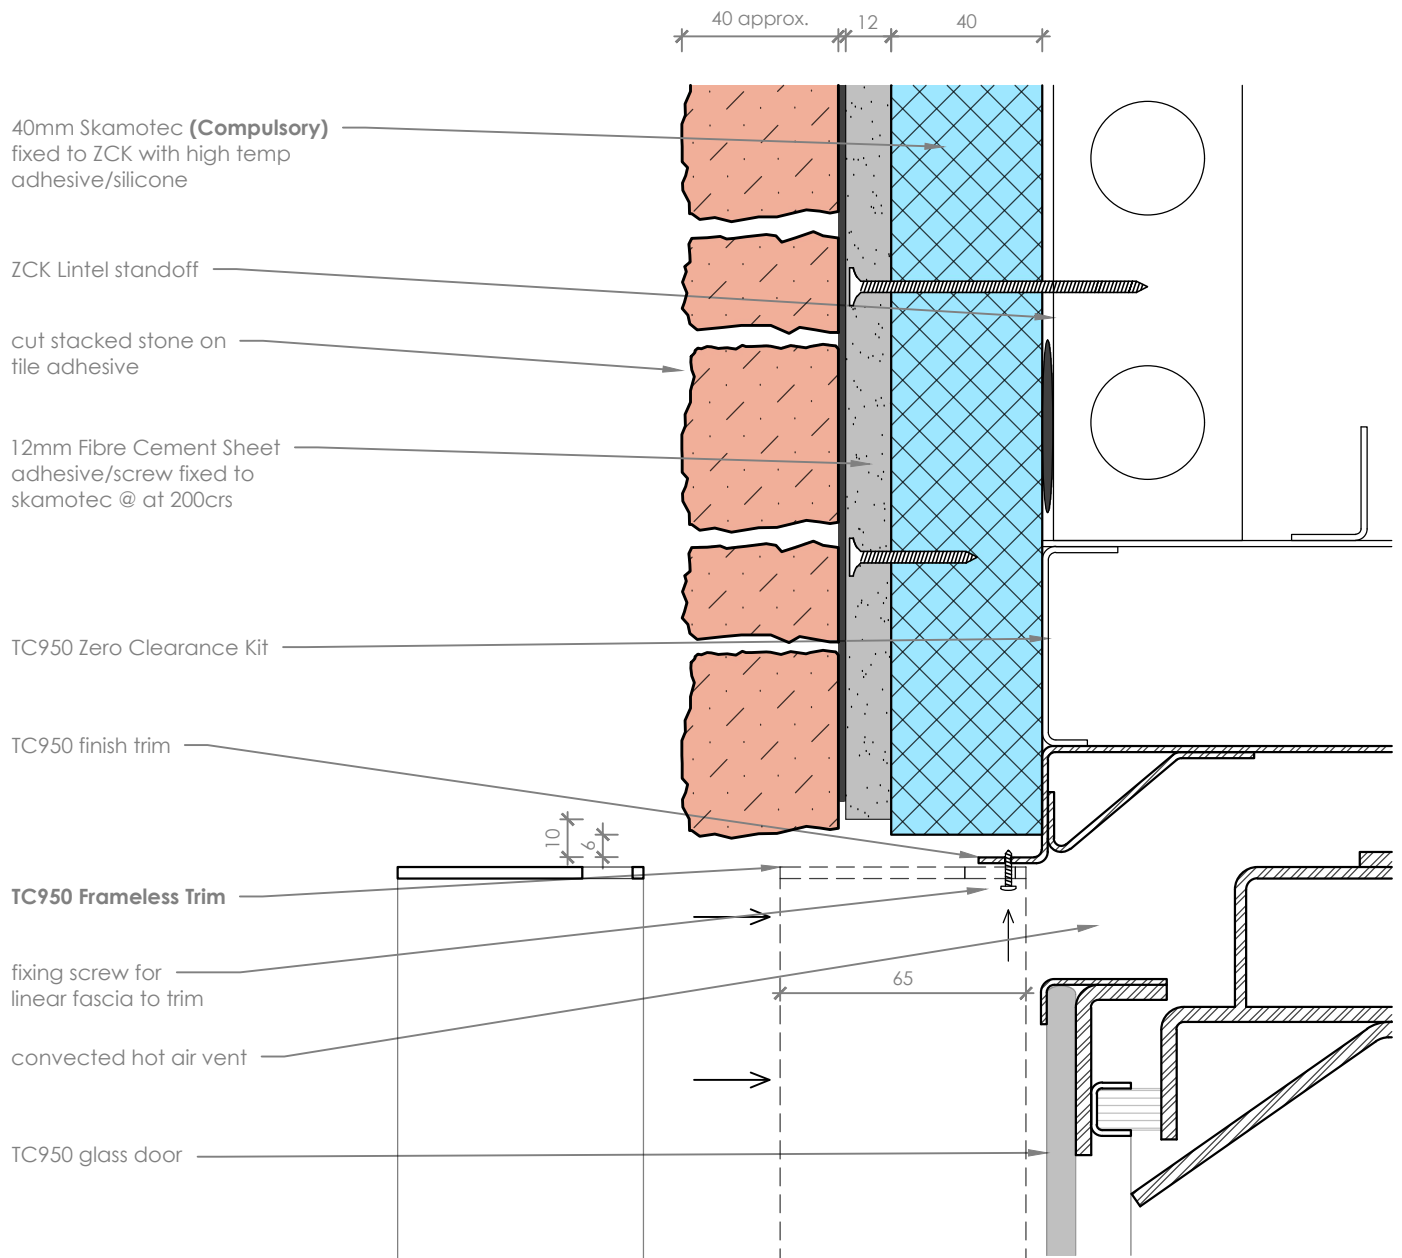 40 approx.
12
40
40mm Skamotec (Compulsory)
fixed to ZCK with high temp
adhesive/silicone
ZCK Lintel standoff
cut stacked stone on
tile adhesive
12mm Fibre Cement Sheet
adhesive/screw fixed to
skamotec @ at 200crs
TC950 Zero Clearance Kit
TC950 finish trim
10
6
TC950 Frameless Trim
fixing screw for
linear fascia to trim
65
convected hot air vent
TC950 glass door